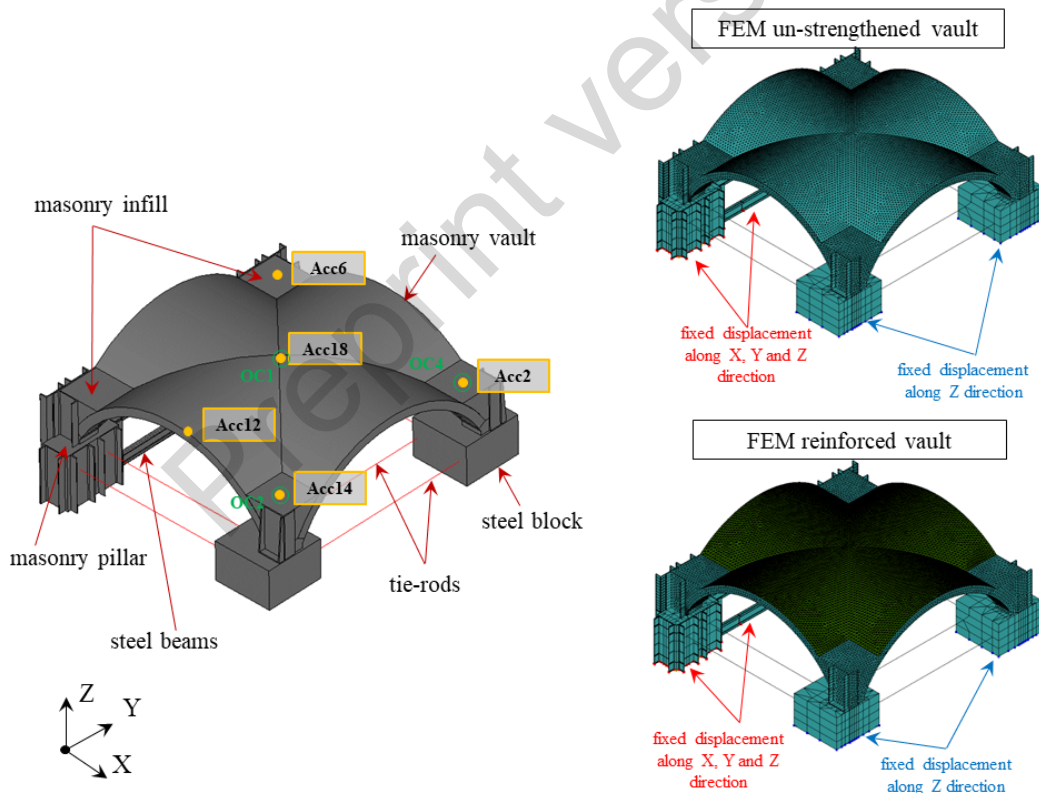 FEM un-strengthened vault
masonry infill
masonry vault
Acc6
Acc18
OC1
OC4
Acc2
Acc12
OC2
Acc14
masonry pillar
steel block
tie-rods
steel beams
Z
Y
X
fixed displacement
along X, Y and Z
direction
fixed displacement
along Z direction
FEM reinforced vault
fixed displacement
along X, Y and Z
direction
fixed displacement
along Z direction
Preprint vers